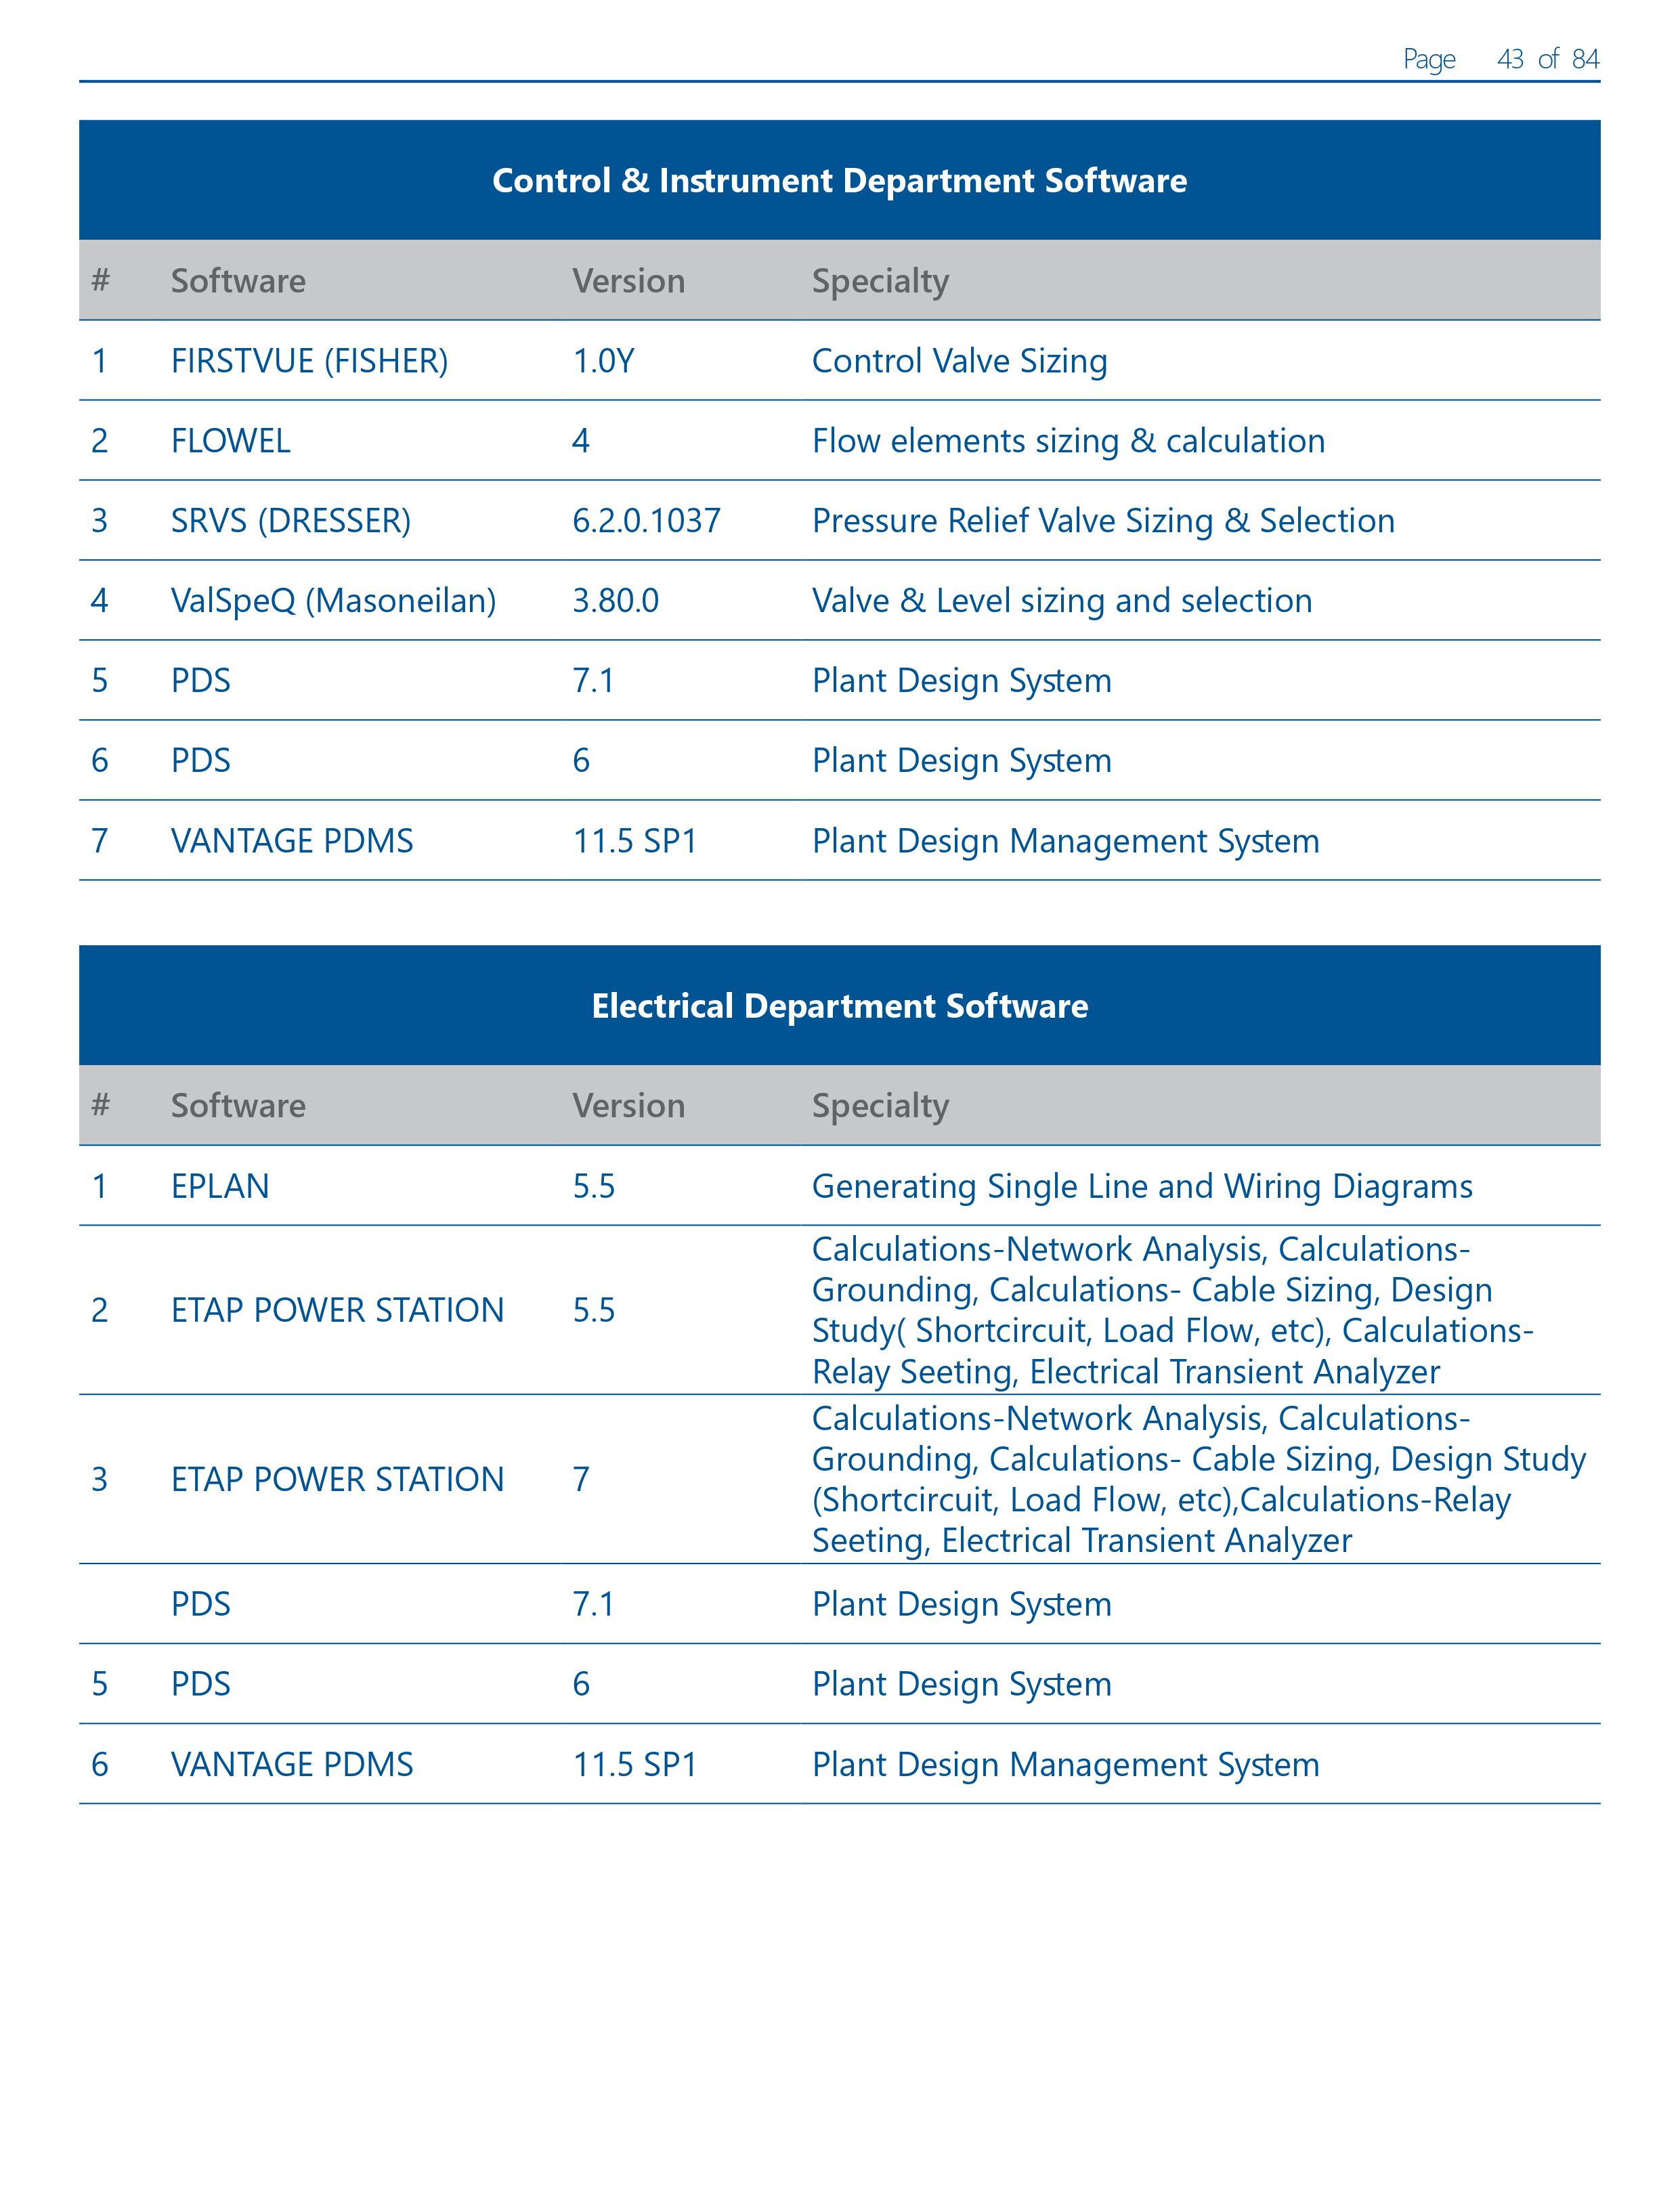 Page 43 of 84
Control & Instrument Department Software
# Software Version Specialty
1 FIRSTVUE (FISHER) 1.0Y Control Valve Sizing
2 FLOWEL 4 Flow elements sizing & calculation
3 SRVS (DRESSER) 6.2.0.1037 Pressure Relief Valve Sizing & Selection
4 ValSpeQ (Masoneilan) 3.80.0 Valve & Level sizing and selection
5 PDS 7.1 Plant Design System
6 PDS 6 Plant Design System
7 VANTAGE PDMS 11.5 SP1 Plant Design Management System
Electrical Department Software
# Software Version Specialty
1 EPLAN 5.5 Generating Single Line and Wiring Diagrams
2 ETAP POWER STATION 5.5 Calculations-Network Analysis, Calculations-
Grounding, Calculations- Cable Sizing, Design
Study( Shortcircuit, Load Flow, etc), Calculations-
Relay Seeting, Electrical Transient Analyzer
3 ETAP POWER STATION 7 Calculations-Network Analysis, Calculations-
Grounding, Calculations- Cable Sizing, Design Study
(Shortcircuit, Load Flow, etc),Calculations-Relay
Seeting, Electrical Transient Analyzer
PDS 7.1 Plant Design System
5 PDS 6 Plant Design System
6 VANTAGE PDMS 11.5 SP1 Plant Design Management System